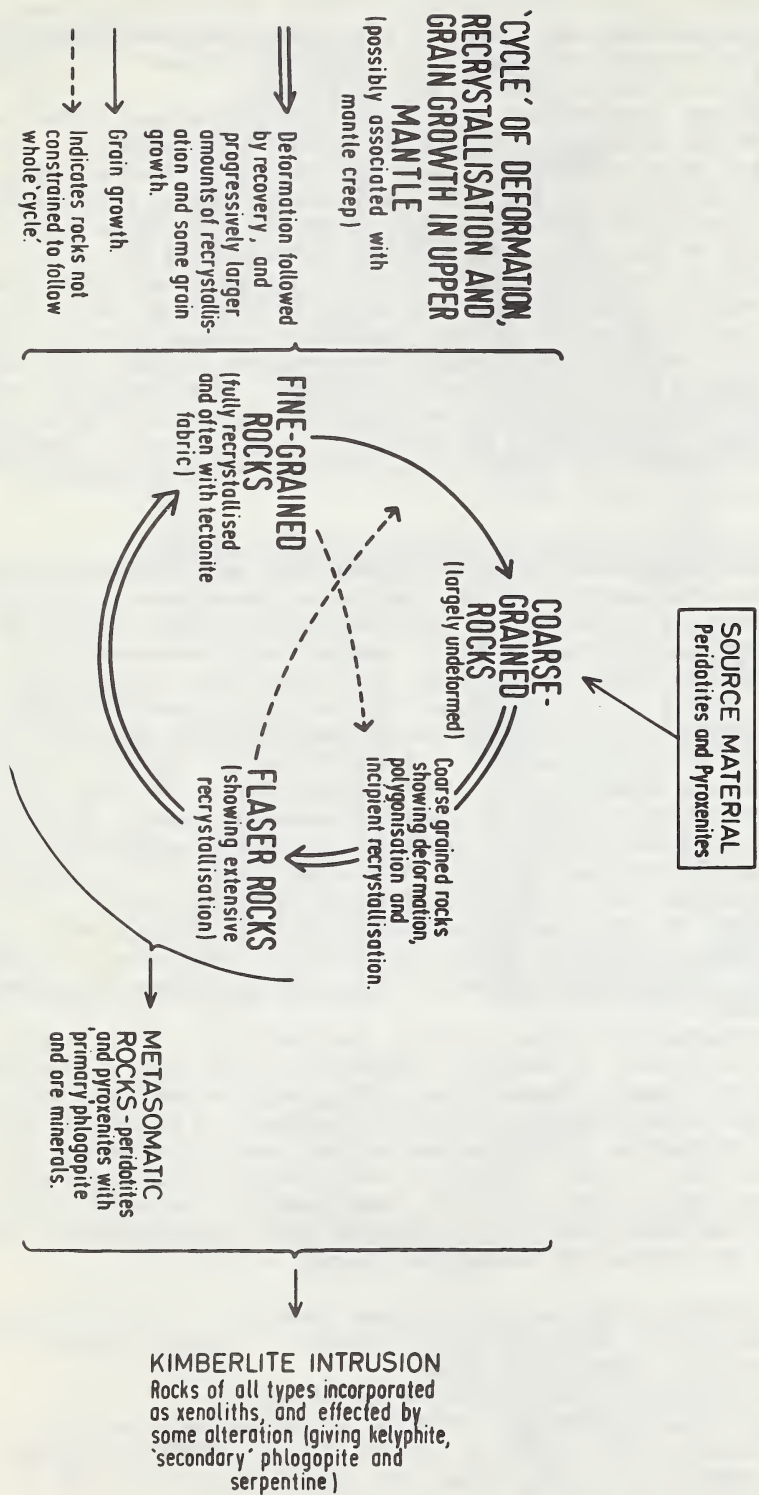 SOURCE MATERIAL
Peridotites and Pyroxenites
'CYCLE' OF DEFORMATION,
RECRYSTALLISATION AND
GRAIN GROWTH IN UPPER
MANTLE
(possibly associated with
mantle creep)
Deformation followed
by recovery, and
progressively larger
amounts of recrystallis-
ation and some grain
growth.
Grain growth.
Indicates rocks not
constrained to follow
whole 'cycle'.
COARSE-
GRAINED
ROCKS
(largely undeformed)
Coarse grained rocks
showing deformation,
polygonisation and
incipient recrystallisation.
FLASER ROCKS
(showing extensive
recrystallisation)
FINE-GRAINED
ROCKS
(fully recrystallised
and often with tectonite
fabric)
METASOMATIC
ROCKS - peridotites
and pyroxenites with
primary phlogopite
and ore minerals.
KIMBERLITE INTRUSION
Rocks of all types incorporated
as xenoliths, and effected by
some alteration (giving kelyphite,
'secondary' phlogopite and
serpentine)